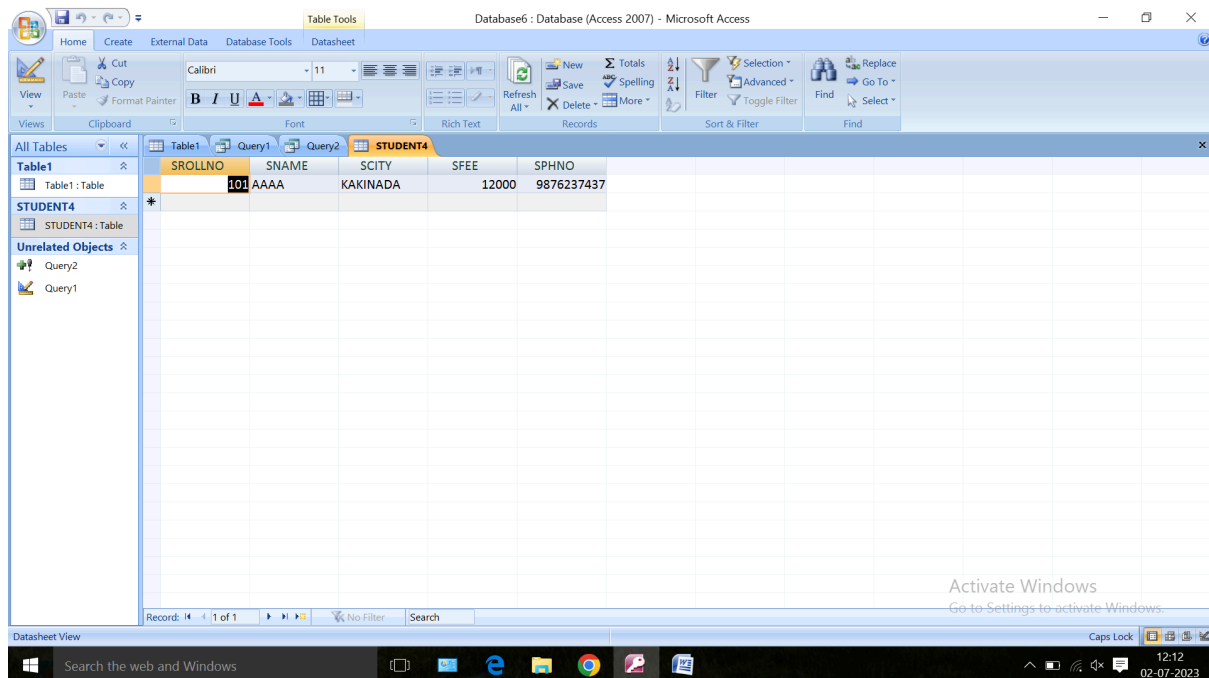 Table Tools Database6 : Database (Access 2007) - Microsoft Access
Home Create External Data Database Tools Datasheet
View
Views
Paste
Cut
Copy
Format Painter
Clipboard
Calibri 11
B I U A
Font
Rich Text
Refresh All
New
Save
Delete
Totals
Spelling
More
Records
Filter
Selection
Advanced
Toggle Filter
Sort & Filter
Find
Replace
Go To
Select
Find
All Tables
Table1
Table1 : Table
STUDENT4
STUDENT4 : Table
Unrelated Objects
Query2
Query1
Table1 Query1 Query2 STUDENT4
SROLLNO SNAME SCITY SFEE SPHNO
101 AAAA KAKINADA 12000 9876237437
Activate Windows
Go to Settings to activate Windows.
Record: 1 of 1 No Filter Search
Datasheet View Caps Lock
Search the web and Windows
12:12
02-07-2023